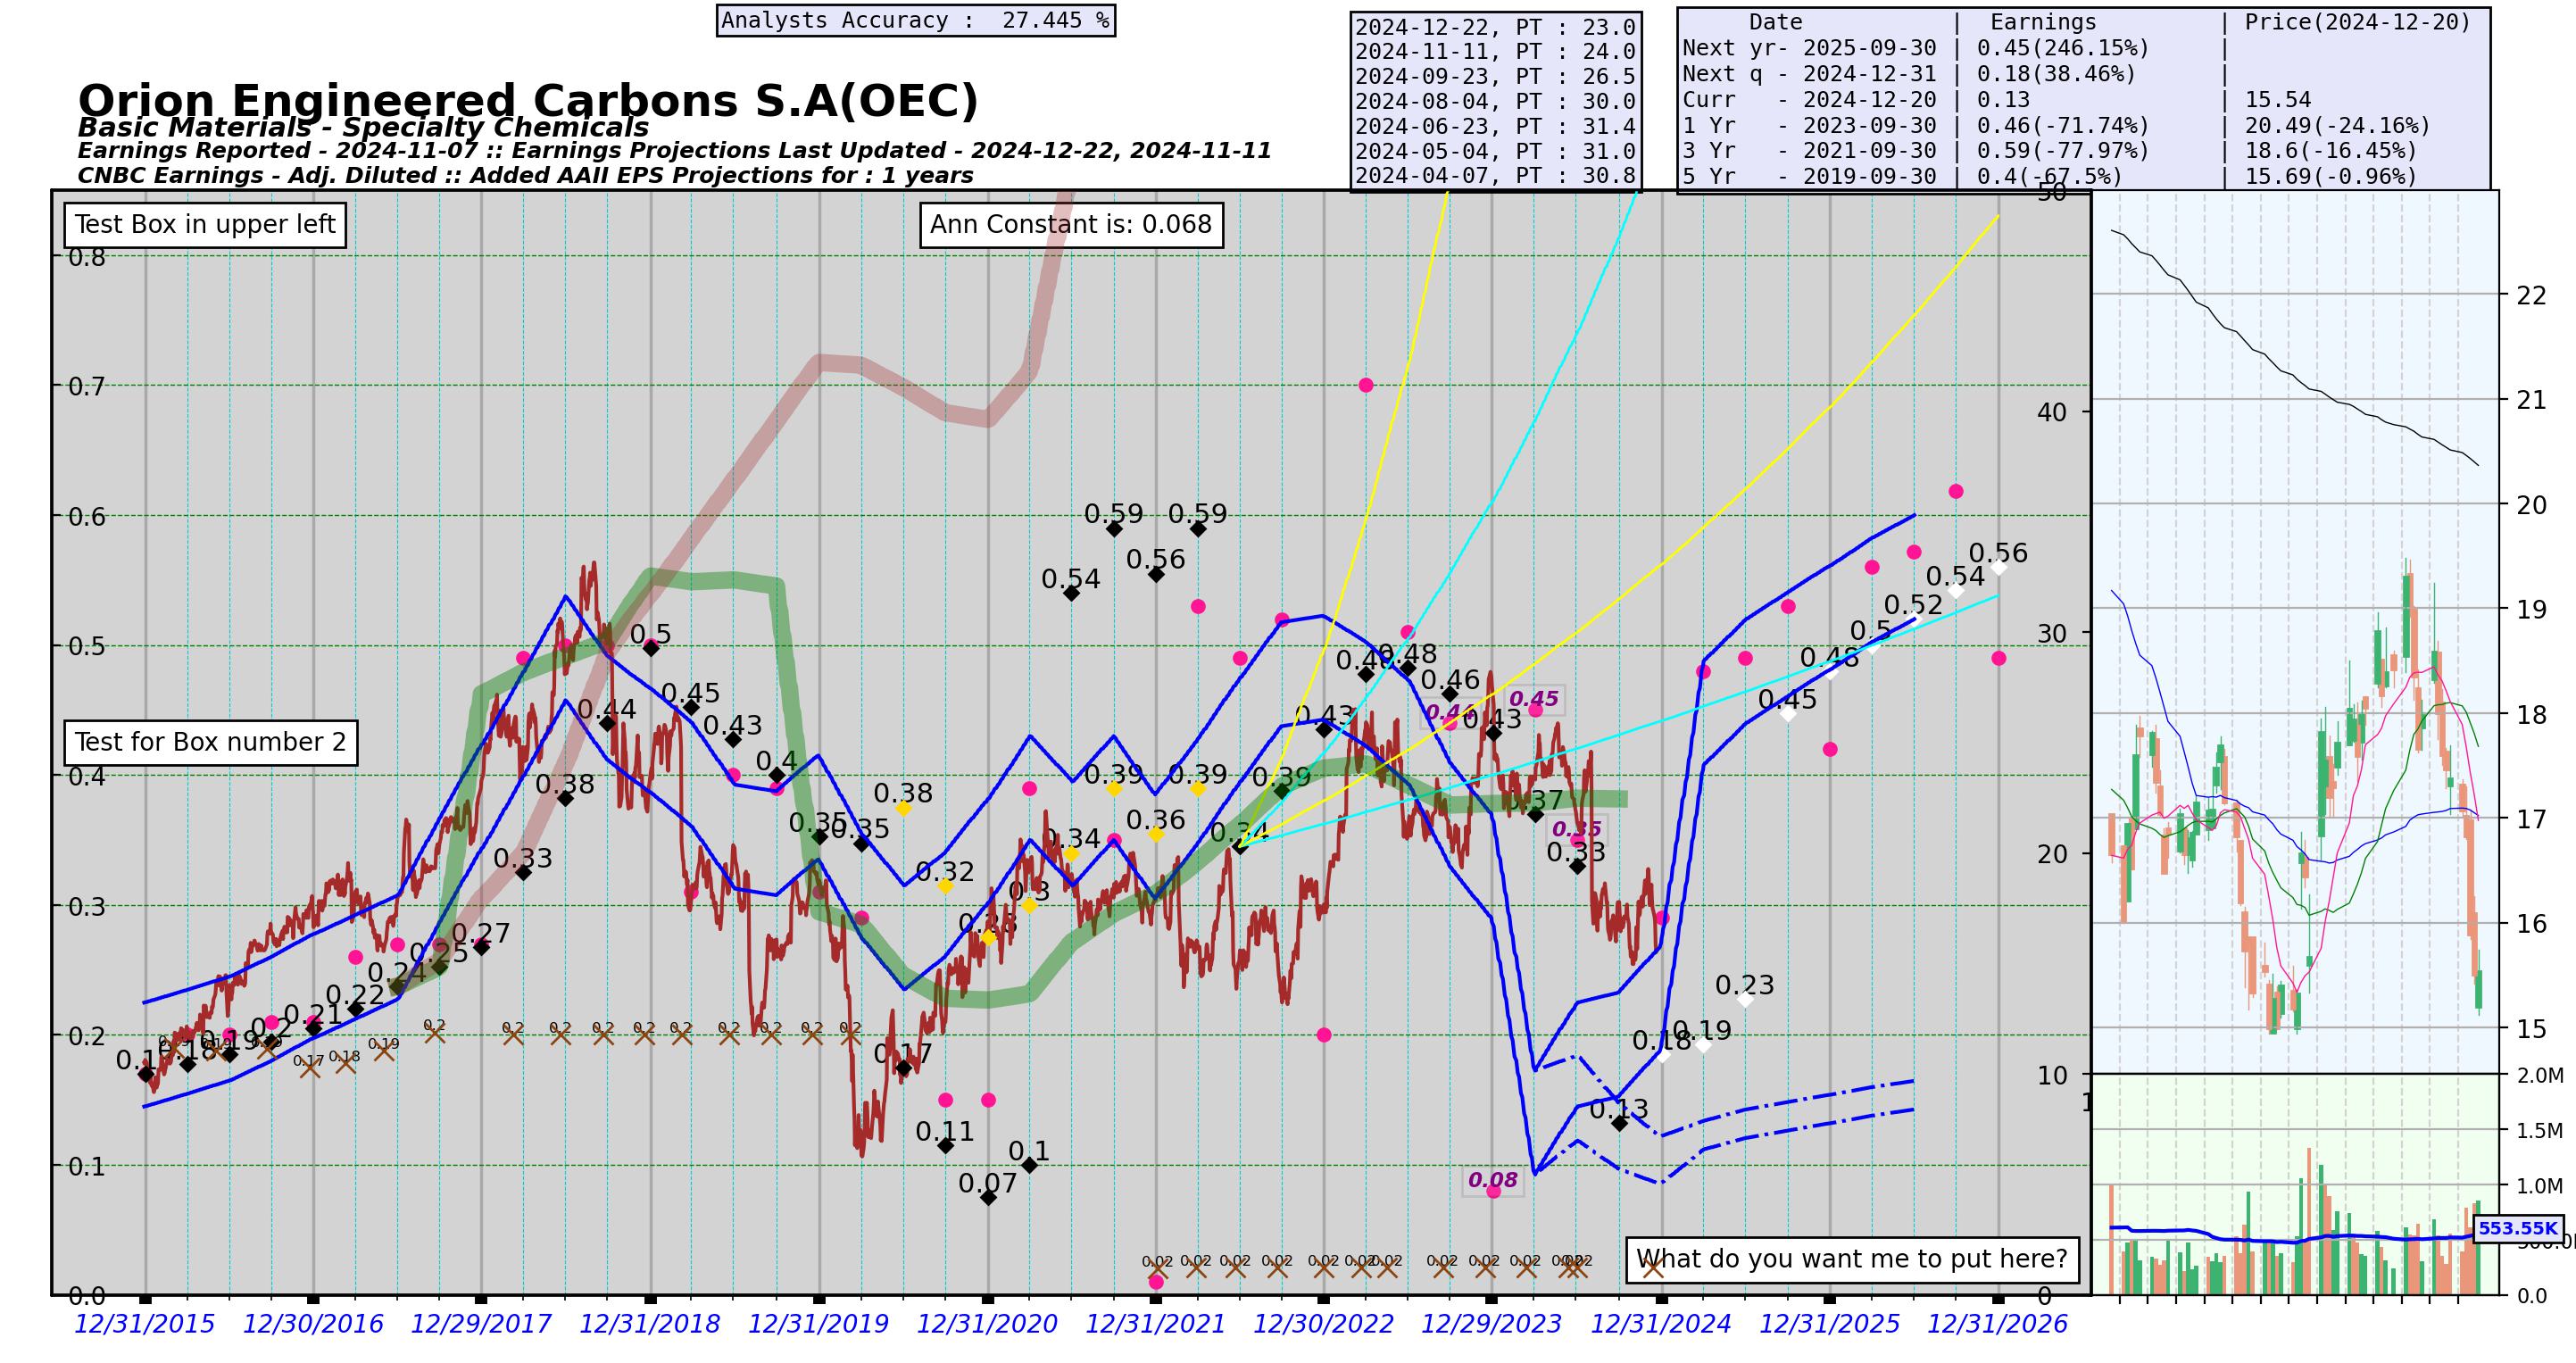 Analysts Accuracy :  27.445 %
2024-12-22, PT : 23.0
2024-11-11, PT : 24.0
2024-09-23, PT : 26.5
2024-08-04, PT : 30.0
2024-06-23, PT : 31.4
2024-05-04, PT : 31.0
2024-04-07, PT : 30.8
Date | Earnings | Price(2024-12-20)
Next yr- 2025-09-30 | 0.45(246.15%) |
Next q - 2024-12-31 | 0.18(38.46%) |
Curr - 2024-12-20 | 0.13 | 15.54
1 Yr - 2023-09-30 | 0.46(-71.74%) | 20.49(-24.16%)
3 Yr - 2021-09-30 | 0.59(-77.97%) | 18.6(-16.45%)
5 Yr - 2019-09-30 | 0.4(-67.5%) | 15.69(-0.96%)
Orion Engineered Carbons S.A(OEC)
Basic Materials - Specialty Chemicals
Earnings Reported - 2024-11-07 :: Earnings Projections Last Updated - 2024-12-22, 2024-11-11
CNBC Earnings - Adj. Diluted :: Added AAII EPS Projections for : 1 years
Test Box in upper left
Ann Constant is: 0.068
Test for Box number 2
What do you want me to put here?
0.8
0.7
0.6
0.5
0.4
0.3
0.2
0.1
0.0
50
40
30
20
10
0
22
21
20
19
18
17
16
15
2.0M
1.5M
1.0M
553.55K
0.0
0.19
0.2
0.21
0.22
0.24
0.25
0.27
0.33
0.38
0.44
0.5
0.45
0.43
0.4
0.35
0.35
0.38
0.17
0.32
0.11
0.07
0.3
0.1
0.54
0.34
0.59
0.39
0.56
0.36
0.59
0.39
0.34
0.39
0.43
0.48
0.46
0.44
0.43
0.08
0.45
0.35
0.33
0.13
0.18
0.19
0.23
0.45
0.48
0.5
0.52
0.54
0.56
0.17 0.18 0.19 0.2 0.2 0.2 0.2 0.2 0.2 0.2 0.2 0.2 0.2
0.02 0.02 0.02 0.02 0.02 0.02 0.02 0.02 0.02 0.02
12/31/2015 12/30/2016 12/29/2017 12/31/2018 12/31/2019 12/31/2020 12/31/2021 12/30/2022 12/29/2023 12/31/2024 12/31/2025 12/31/2026